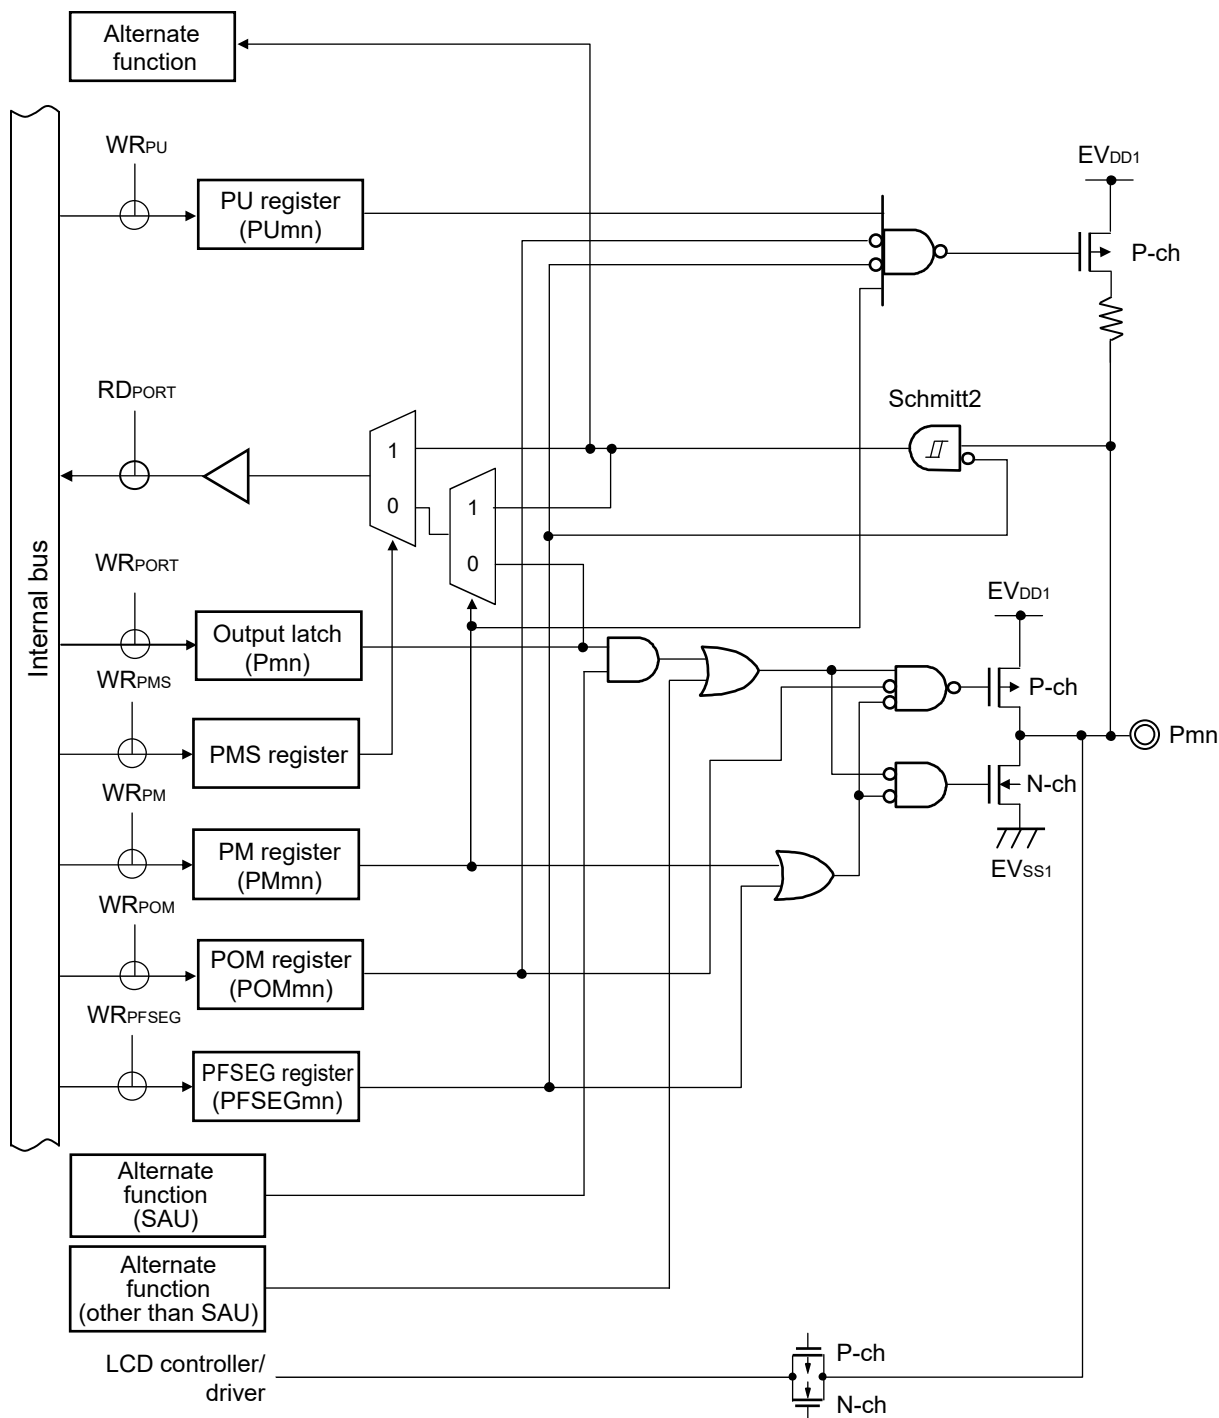 Alternate
function
WRPU
PU register
(PUmn)
EVDD1
P-ch
RDPORT
Schmitt2
1
0
1
0
Internal bus
WRPORT
Output latch
(Pmn)
EVDD1
P-ch
WRPMS
PMS register
Pmn
N-ch
EVSS1
WRPM
PM register
(PMmn)
WRPOM
POM register
(POMmn)
WRPFSEG
PFSEG register
(PFSEGmn)
Alternate
function
(SAU)
Alternate
function
(other than SAU)
LCD controller/
driver
P-ch
N-ch